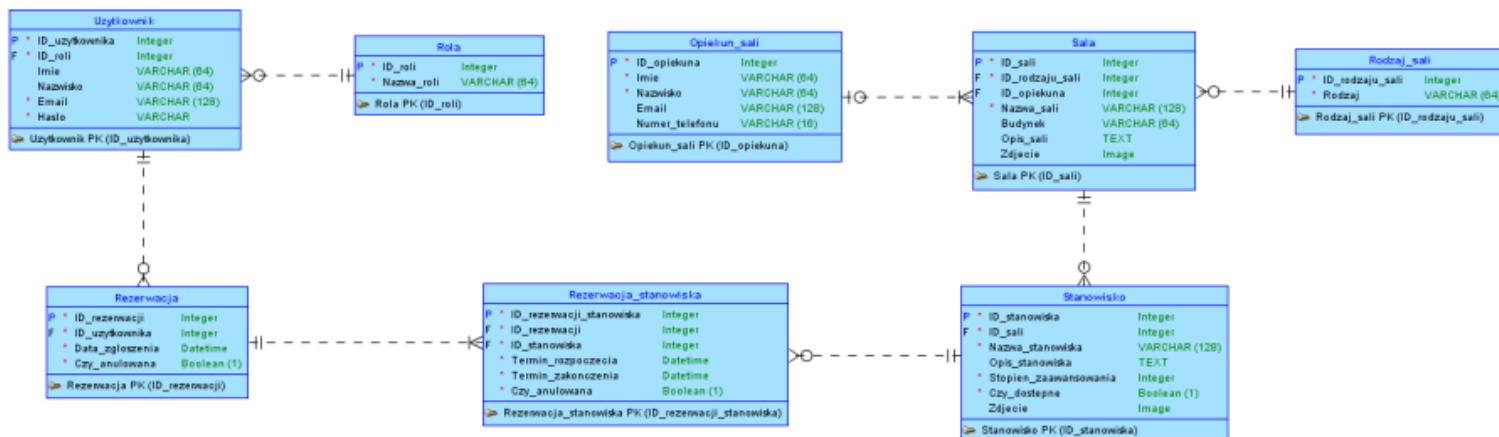 Uzytkownik
P * ID_uzytkownika Integer
F * ID_roli Integer
Imie VARCHAR (64)
Nazwisko VARCHAR (64)
* Email VARCHAR (128)
* Haslo VARCHAR
Uzytkownik PK (ID_uzytkownika)
Rola
P * ID_roli Integer
* Nazwa_roli VARCHAR (64)
Rola PK (ID_roli)
Opiekun_sali
P * ID_opiekuna Integer
* Imie VARCHAR (64)
* Nazwisko VARCHAR (64)
Email VARCHAR (128)
Numer_telefonu VARCHAR (16)
Opiekun_sali PK (ID_opiekuna)
Sala
P * ID_sali Integer
F * ID_rodzaju_sali Integer
F ID_opiekuna Integer
* Nazwa_sali VARCHAR (128)
Budynek VARCHAR (64)
Opis_sali TEXT
Zdjecie Image
Sala PK (ID_sali)
Rodzaj_sali
P * ID_rodzaju_sali Integer
* Rodzaj VARCHAR (64)
Rodzaj_sali PK (ID_rodzaju_sali)
Rezerwacja
P * ID_rezerwacji Integer
F * ID_uzytkownika Integer
* Data_zgloszenia Datetime
* Czy_anulowana Boolean (1)
Rezerwacja PK (ID_rezerwacji)
Rezerwacja_stanowiska
P * ID_rezerwacji_stanowiska Integer
F * ID_rezerwacji Integer
F * ID_stanowiska Integer
* Termin_rozpoczecia Datetime
* Termin_zakonczenia Datetime
* Czy_anulowana Boolean (1)
Rezerwacja_stanowiska PK (ID_rezerwacji_stanowiska)
Stanowisko
P * ID_stanowiska Integer
F * ID_sali Integer
* Nazwa_stanowiska VARCHAR (128)
Opis_stanowiska TEXT
* Stopien_zaawansowania Integer
* Czy_dostepne Boolean (1)
Zdjecie Image
Stanowisko PK (ID_stanowiska)